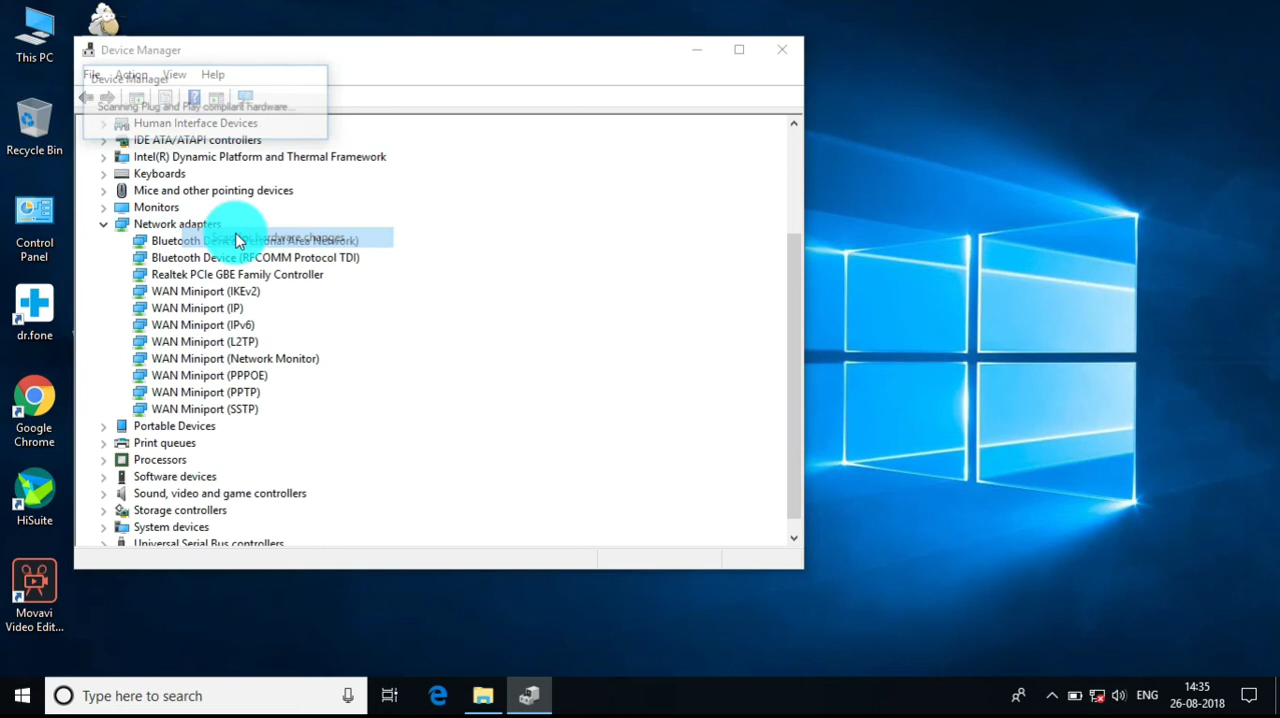 This PC
Recycle Bin
Control
Panel
dr.fone
Google
Chrome
HiSuite
Movavi
Video Edit...
Device Manager
File Action View Help
Device Manager
Scanning Plug and Play compliant hardware...
Human Interface Devices
IDE ATA/ATAPI controllers
Intel(R) Dynamic Platform and Thermal Framework
Keyboards
Mice and other pointing devices
Monitors
Network adapters
Scan for hardware changes
Bluetooth Device (Personal Area Network)
Bluetooth Device (RFCOMM Protocol TDI)
Realtek PCIe GBE Family Controller
WAN Miniport (IKEv2)
WAN Miniport (IP)
WAN Miniport (IPv6)
WAN Miniport (L2TP)
WAN Miniport (Network Monitor)
WAN Miniport (PPPOE)
WAN Miniport (PPTP)
WAN Miniport (SSTP)
Portable Devices
Print queues
Processors
Software devices
Sound, video and game controllers
Storage controllers
System devices
Universal Serial Bus controllers
Type here to search
ENG
14:35
26-08-2018